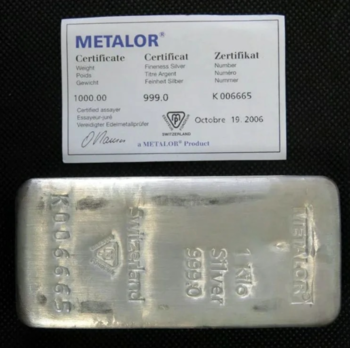 METALOR®
Certificate Certificat Zertifikat
Weight Fineness Silver Number
Poids Titre Argent Numéro
Gewicht Feinheit Silber Nummer
1000.00 999.0 K 006665
Certified assayer
Essayeur-juré
Vereidigter Edelmetallprüfer
SWITZERLAND
Octobre 19. 2006
a METALOR® Product
METALOR
1 kilo
Silver
999.0
Switzerland
K006665